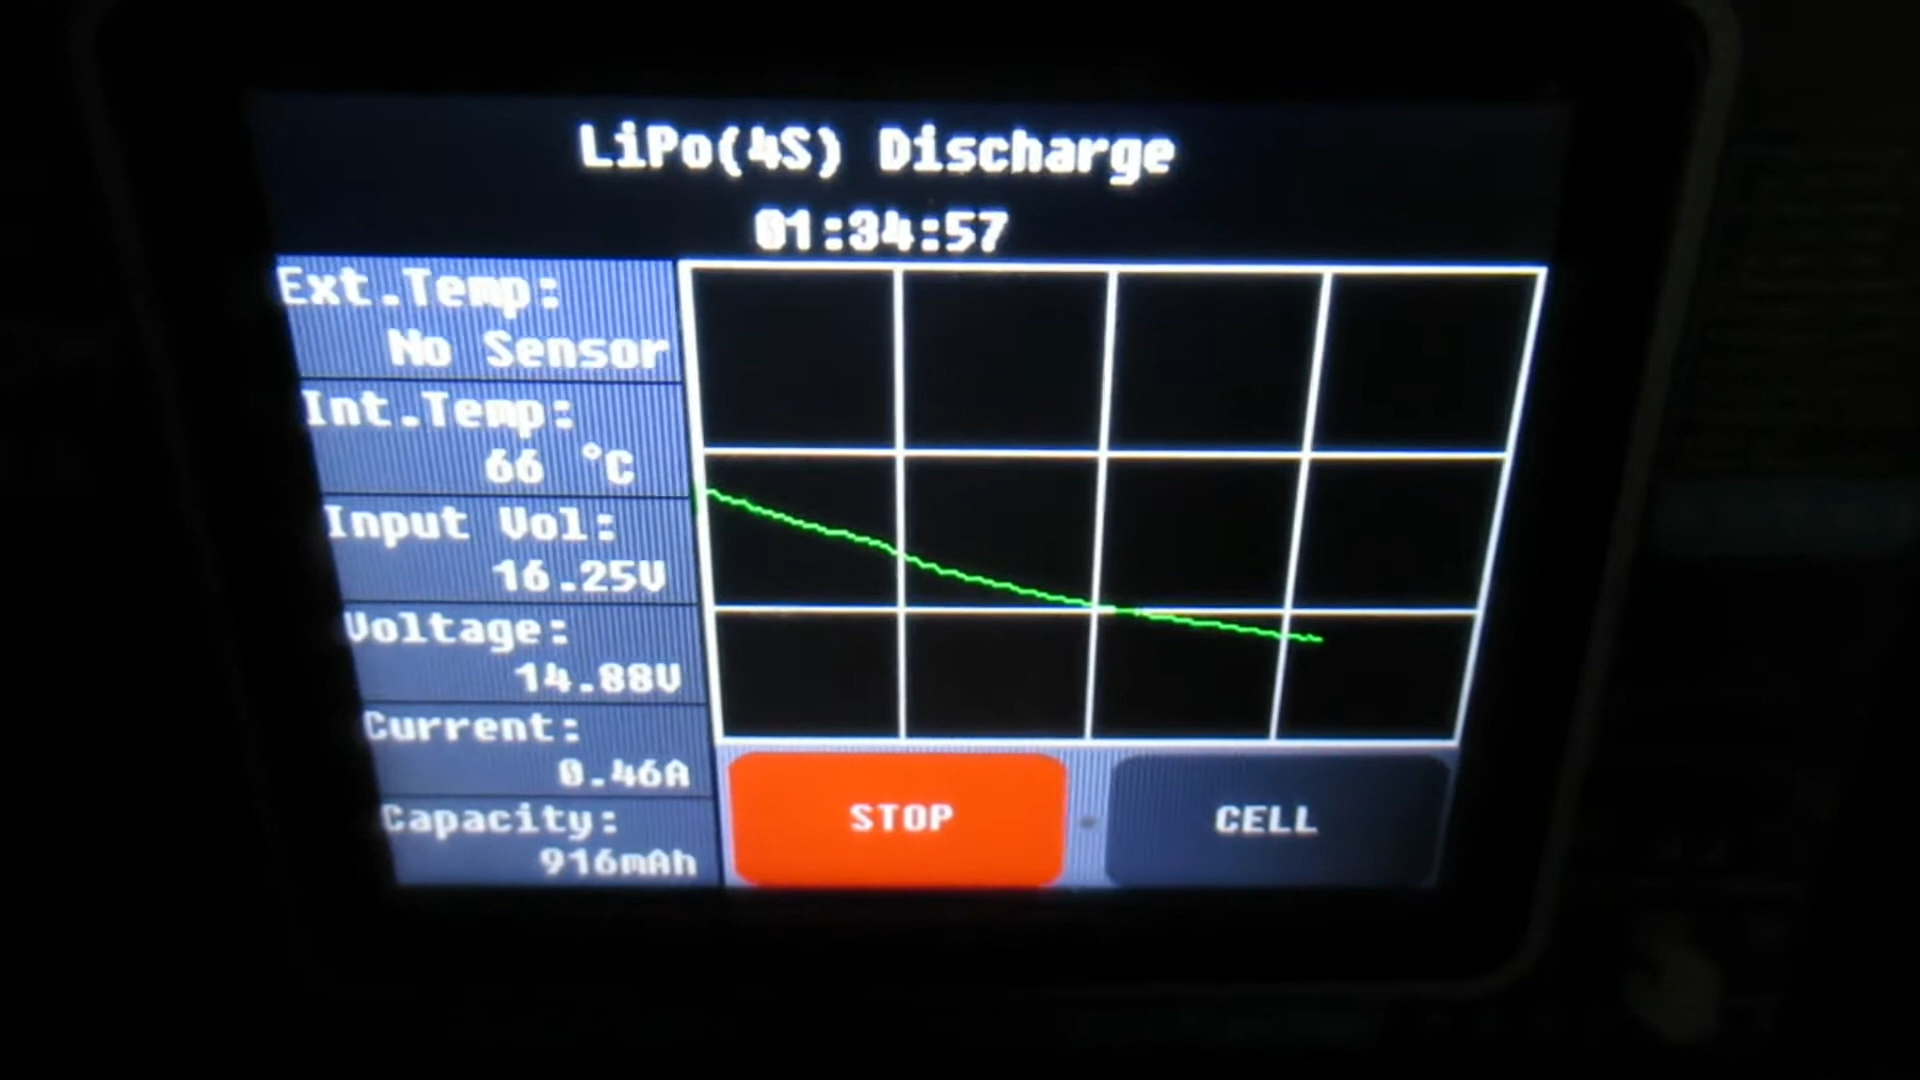 LiPo(4S) Discharge
01:34:57
Ext.Temp:
No Sensor
Int.Temp:
66 °C
Input Vol:
16.25V
Voltage:
14.88V
Current:
0.46A
Capacity:
916mAh
STOP
CELL